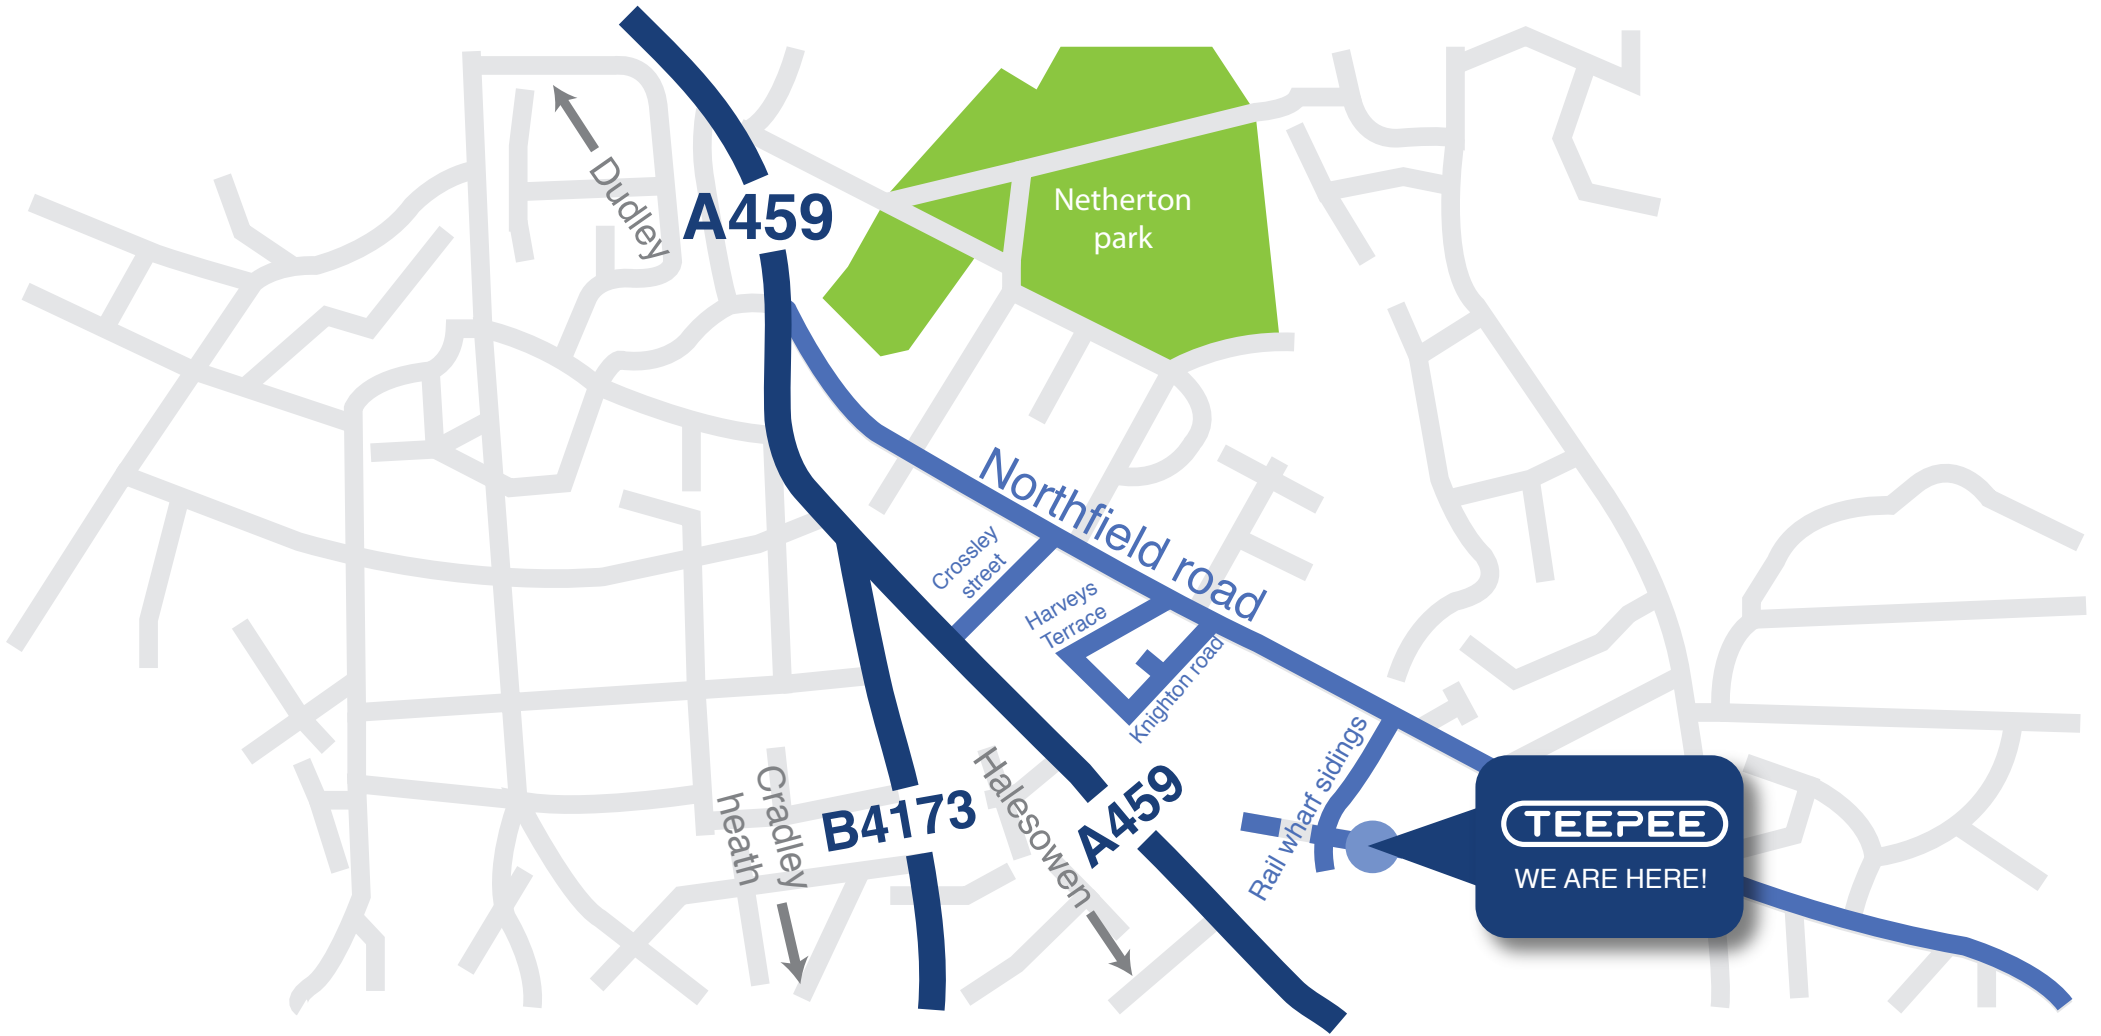 Dudley
A459
Netherton
park
Northfield road
Crossley
street
Harveys
Terrace
Knighton road
Rail wharf sidings
Cradley
heath
B4173
Halesowen
A459
TEEPEE
WE ARE HERE!